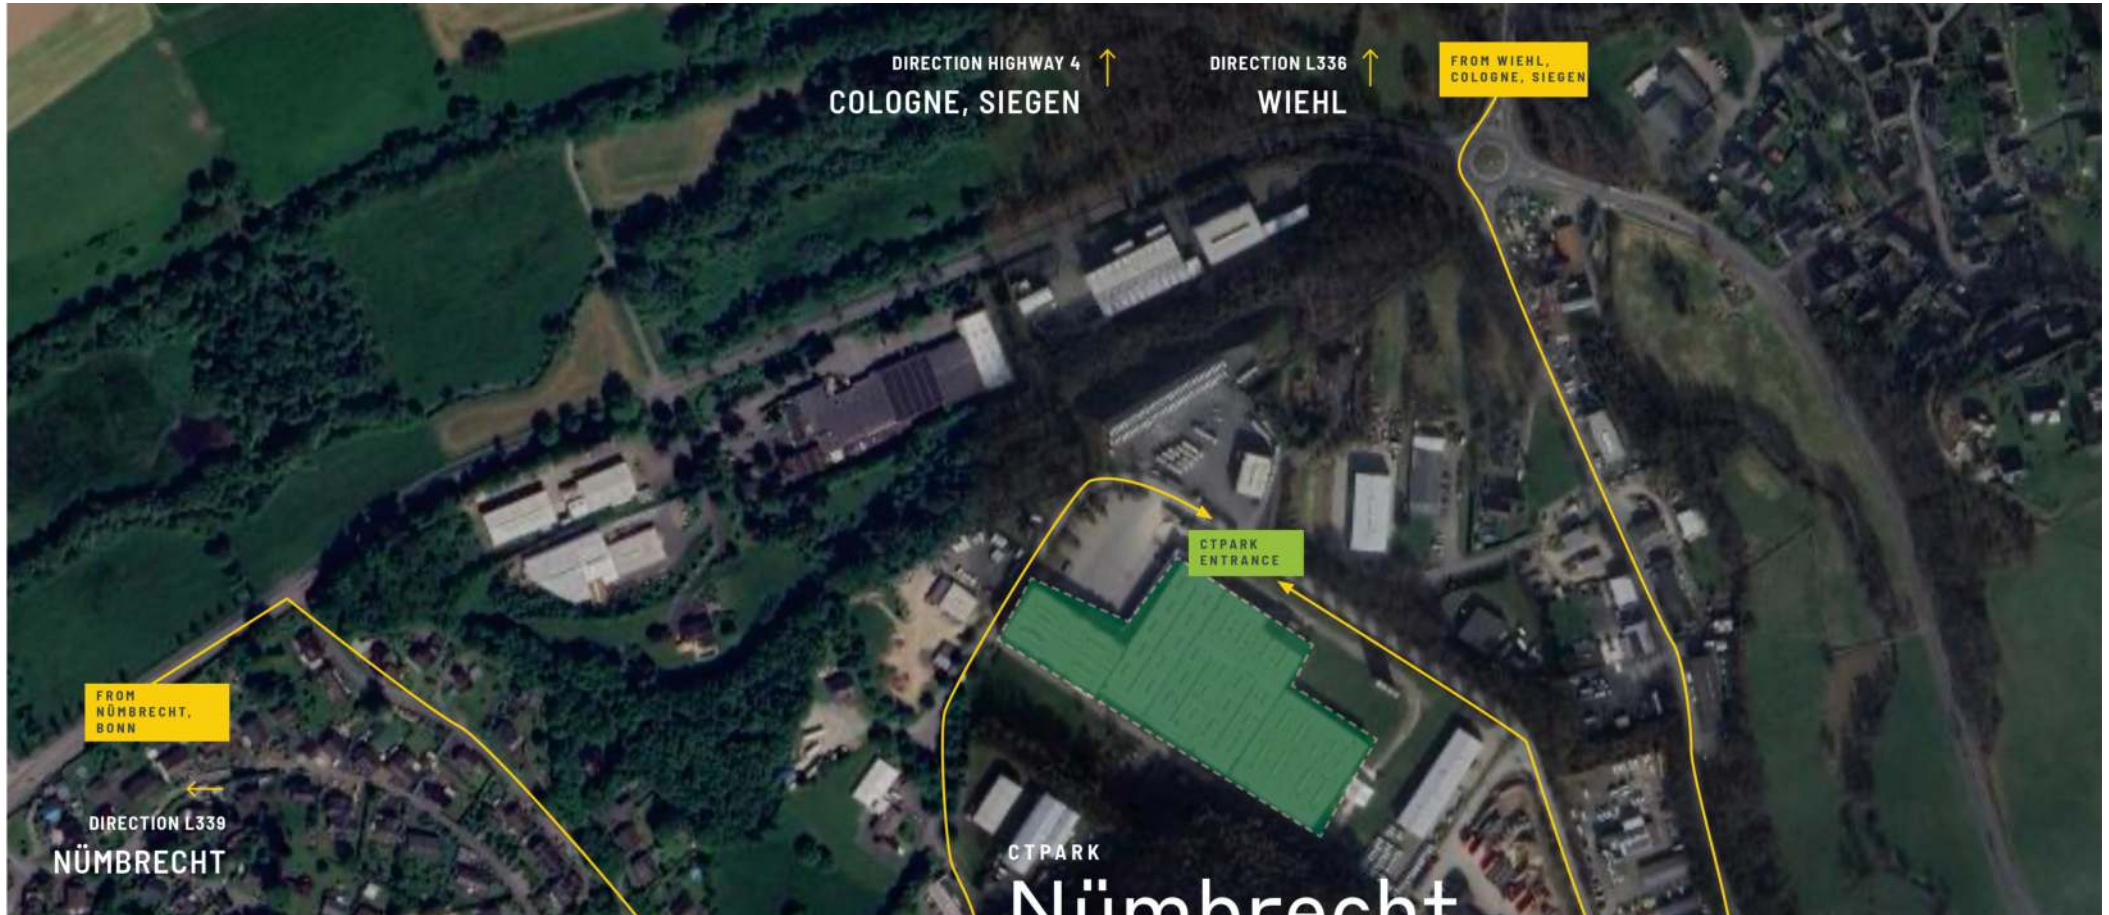 DIRECTION HIGHWAY 4
COLOGNE, SIEGEN
DIRECTION L336
WIEHL
FROM WIEHL,
COLOGNE, SIEGEN
CTPARK
ENTRANCE
FROM
NÜMBRECHT,
BONN
DIRECTION L339
NÜMBRECHT
CTPARK
Nümbrecht